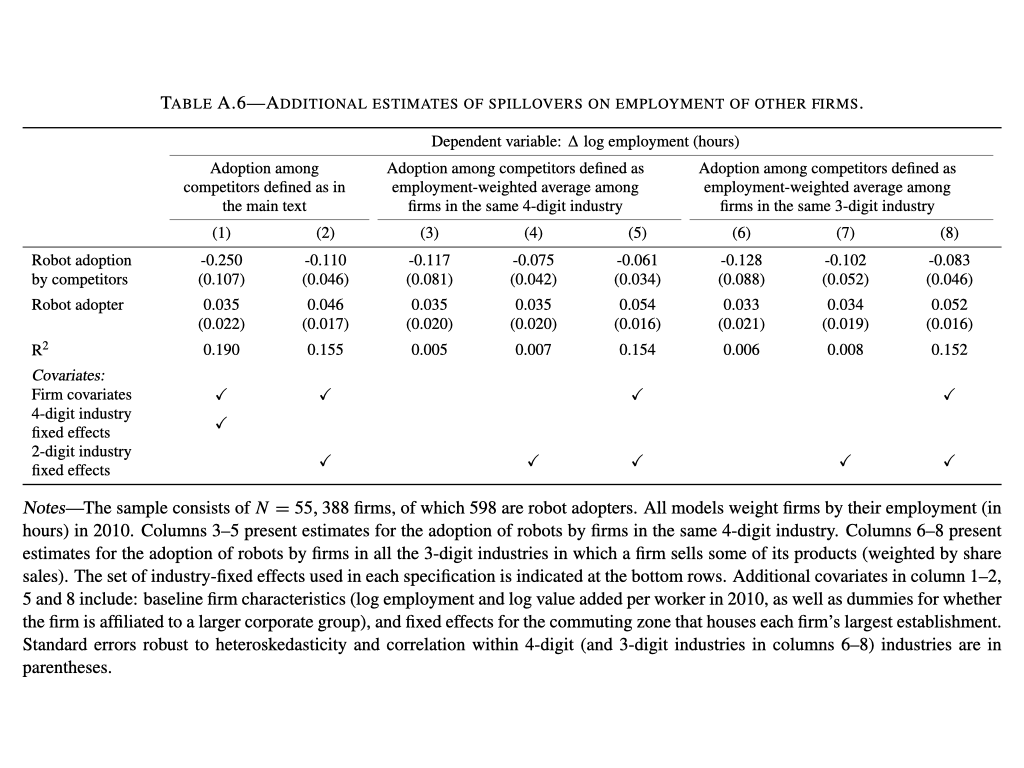 TABLE A.6—ADDITIONAL ESTIMATES OF SPILLOVERS ON EMPLOYMENT OF OTHER FIRMS.
Dependent variable: Δ log employment (hours)
Adoption among competitors defined as in the main text
Adoption among competitors defined as employment-weighted average among firms in the same 4-digit industry
Adoption among competitors defined as employment-weighted average among firms in the same 3-digit industry
(1) (2) (3) (4) (5) (6) (7) (8)
Robot adoption -0.250 -0.110 -0.117 -0.075 -0.061 -0.128 -0.102 -0.083
by competitors (0.107) (0.046) (0.081) (0.042) (0.034) (0.088) (0.052) (0.046)
Robot adopter 0.035 0.046 0.035 0.035 0.054 0.033 0.034 0.052
(0.022) (0.017) (0.020) (0.020) (0.016) (0.021) (0.019) (0.016)
R² 0.190 0.155 0.005 0.007 0.154 0.006 0.008 0.152
Covariates:
Firm covariates ✓ ✓ ✓ ✓
4-digit industry
fixed effects ✓
2-digit industry
fixed effects ✓ ✓ ✓ ✓ ✓
Notes—The sample consists of N = 55, 388 firms, of which 598 are robot adopters. All models weight firms by their employment (in
hours) in 2010. Columns 3–5 present estimates for the adoption of robots by firms in the same 4-digit industry. Columns 6–8 present
estimates for the adoption of robots by firms in all the 3-digit industries in which a firm sells some of its products (weighted by share
sales). The set of industry-fixed effects used in each specification is indicated at the bottom rows. Additional covariates in column 1–2,
5 and 8 include: baseline firm characteristics (log employment and log value added per worker in 2010, as well as dummies for whether
the firm is affiliated to a larger corporate group), and fixed effects for the commuting zone that houses each firm's largest establishment.
Standard errors robust to heteroskedasticity and correlation within 4-digit (and 3-digit industries in columns 6–8) industries are in
parentheses.